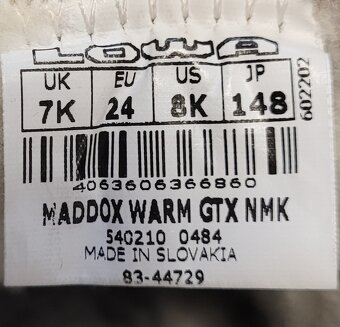 LOWA
UK EU US JP
7K 24 8K 148
602202
4063606366860
MADDOX WARM GTX NMK
540210 0484
MADE IN SLOVAKIA
83-44729